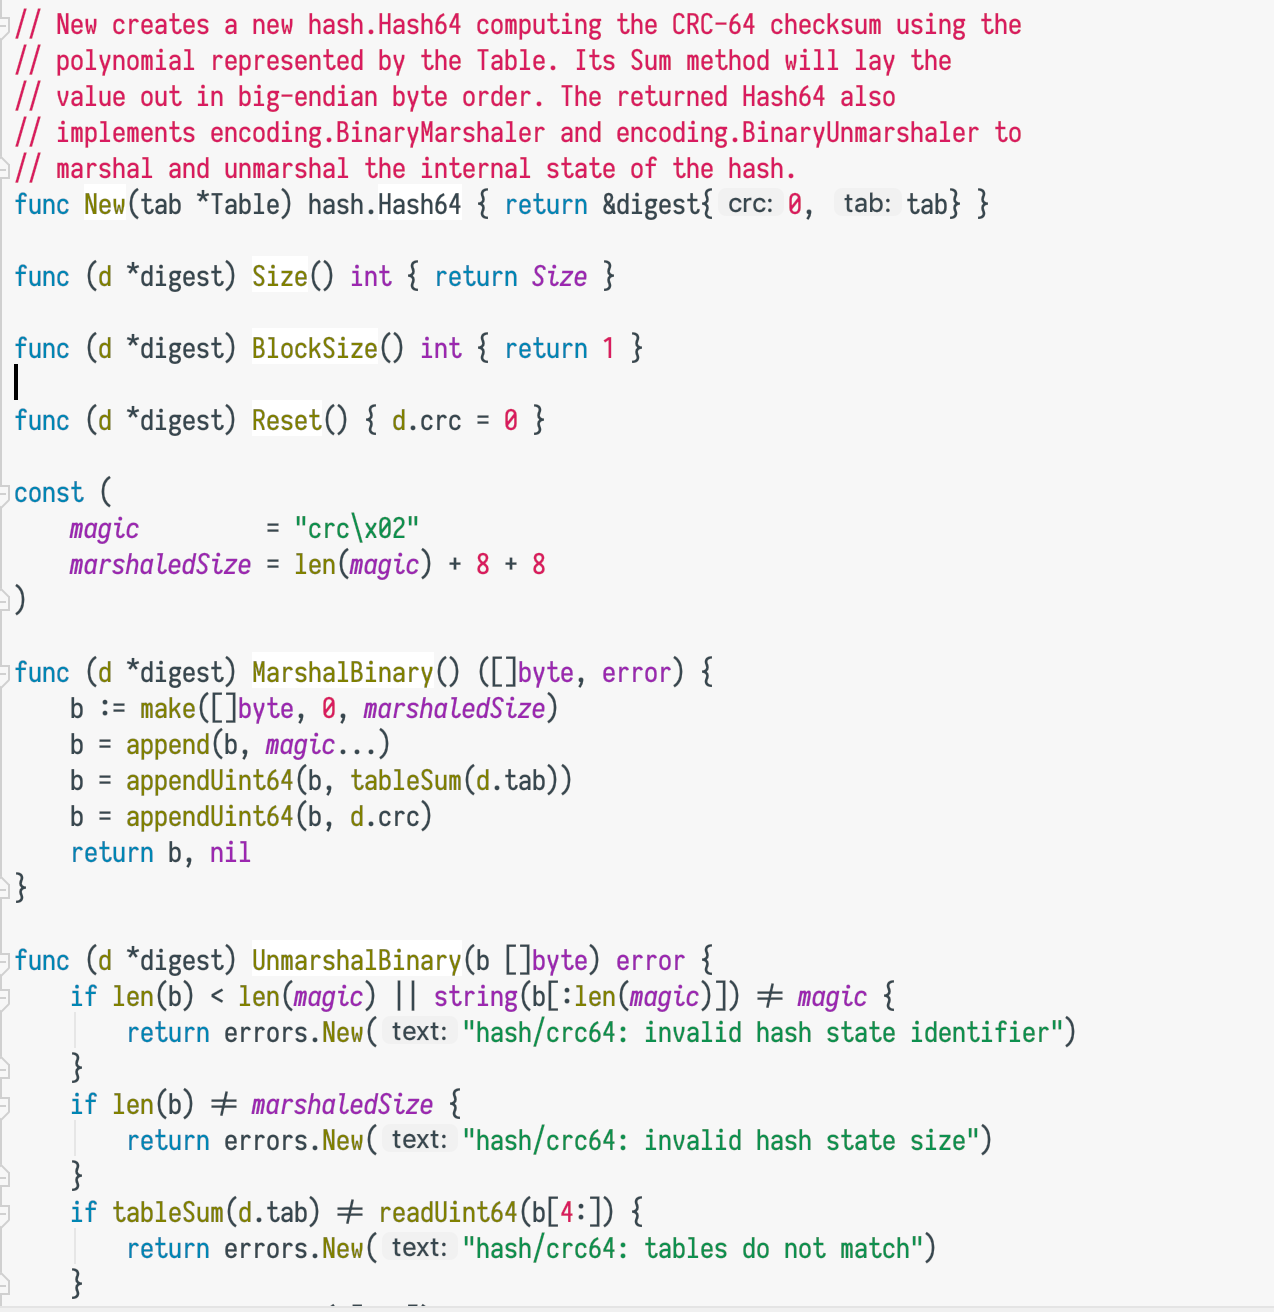 // New creates a new hash.Hash64 computing the CRC-64 checksum using the
// polynomial represented by the Table. Its Sum method will lay the
// value out in big-endian byte order. The returned Hash64 also
// implements encoding.BinaryMarshaler and encoding.BinaryUnmarshaler to
// marshal and unmarshal the internal state of the hash.
func New(tab *Table) hash.Hash64 { return &digest{ crc: 0, tab: tab} }

func (d *digest) Size() int { return Size }

func (d *digest) BlockSize() int { return 1 }

func (d *digest) Reset() { d.crc = 0 }

const (
    magic         = "crc\x02"
    marshaledSize = len(magic) + 8 + 8
)

func (d *digest) MarshalBinary() ([]byte, error) {
    b := make([]byte, 0, marshaledSize)
    b = append(b, magic...)
    b = appendUint64(b, tableSum(d.tab))
    b = appendUint64(b, d.crc)
    return b, nil
}

func (d *digest) UnmarshalBinary(b []byte) error {
    if len(b) < len(magic) || string(b[:len(magic)]) ≠ magic {
        return errors.New( text: "hash/crc64: invalid hash state identifier")
    }
    if len(b) ≠ marshaledSize {
        return errors.New( text: "hash/crc64: invalid hash state size")
    }
    if tableSum(d.tab) ≠ readUint64(b[4:]) {
        return errors.New( text: "hash/crc64: tables do not match")
    }